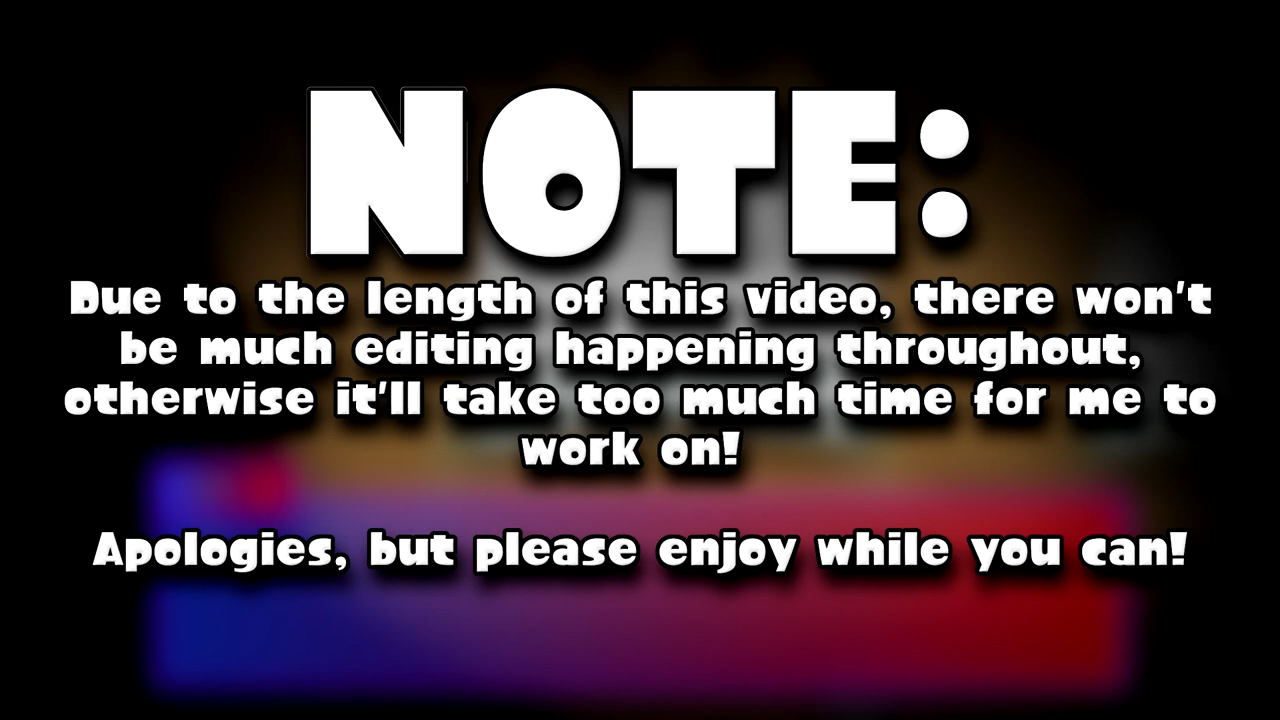 NOTE:
Due to the length of this video, there won't
be much editing happening throughout,
otherwise it'll take too much time for me to
work on!
Apologies, but please enjoy while you can!